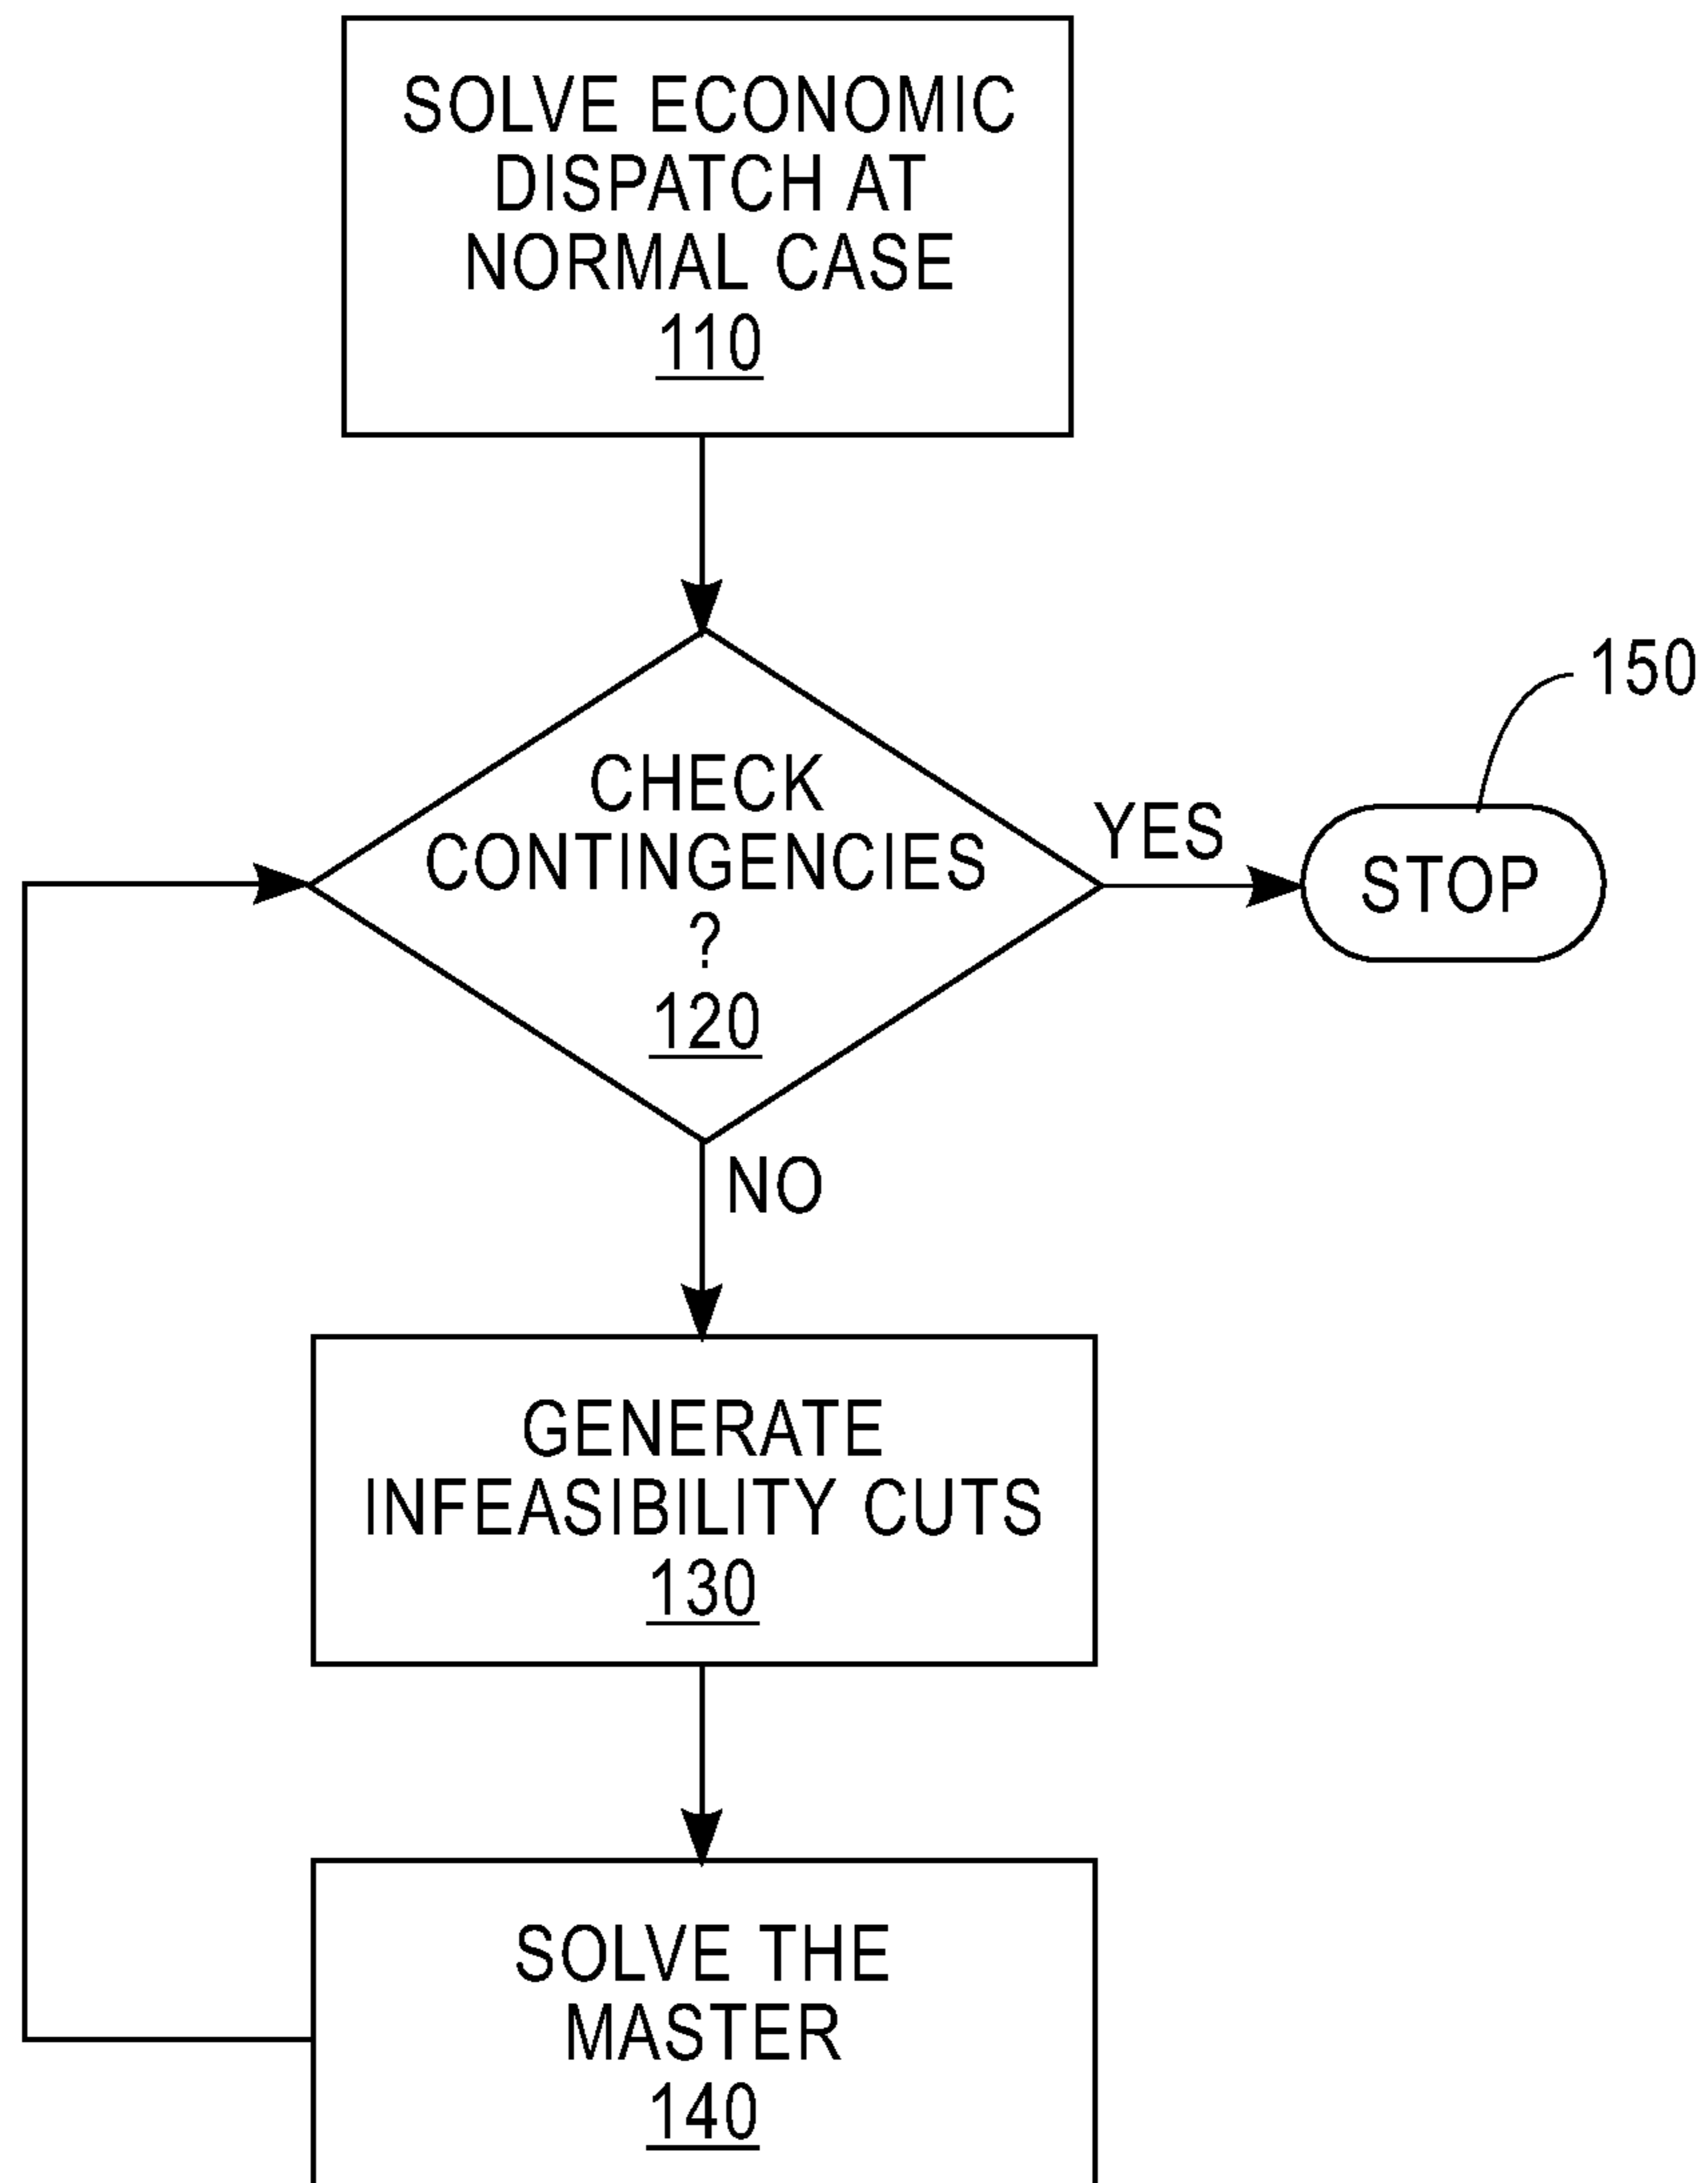 SOLVE ECONOMIC
DISPATCH AT
NORMAL CASE
110
CHECK
CONTINGENCIES
?
120
YES
150
STOP
NO
GENERATE
INFEASIBILITY CUTS
130
SOLVE THE
MASTER
140